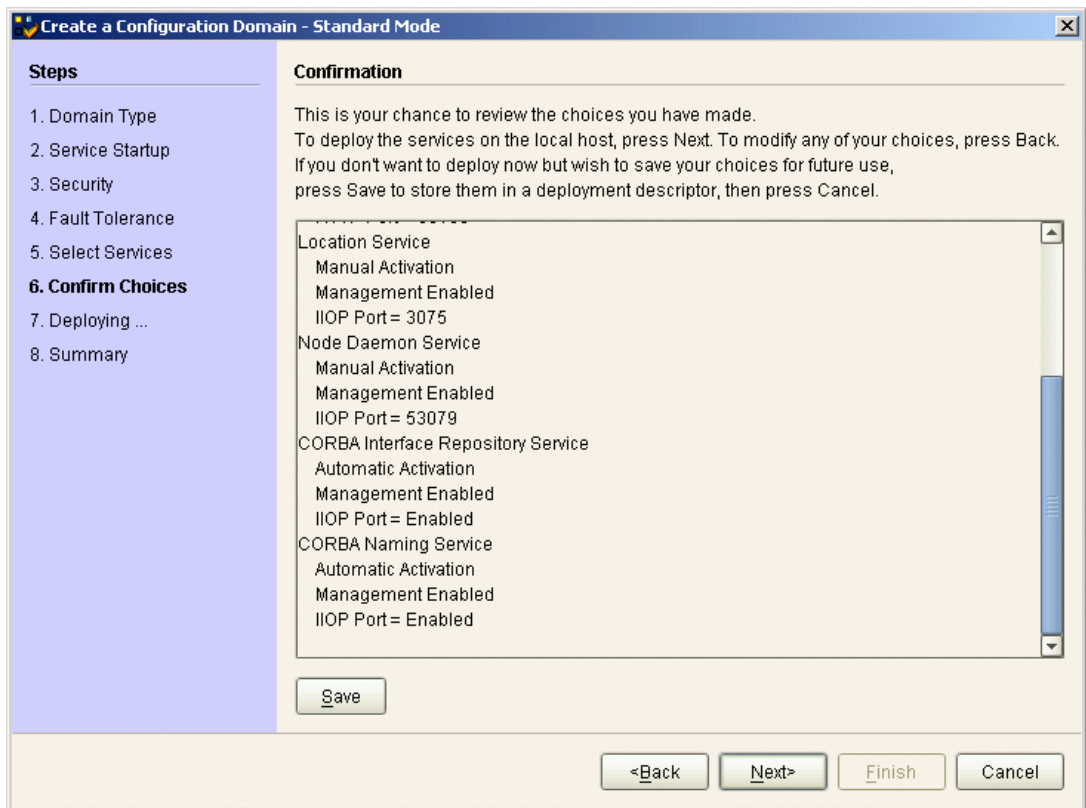 Create a Configuration Domain - Standard Mode
Steps
1. Domain Type
2. Service Startup
3. Security
4. Fault Tolerance
5. Select Services
6. Confirm Choices
7. Deploying ...
8. Summary
Confirmation
This is your chance to review the choices you have made.
To deploy the services on the local host, press Next. To modify any of your choices, press Back.
If you don't want to deploy now but wish to save your choices for future use,
press Save to store them in a deployment descriptor, then press Cancel.
Location Service
Manual Activation
Management Enabled
IIOP Port = 3075
Node Daemon Service
Manual Activation
Management Enabled
IIOP Port = 53079
CORBA Interface Repository Service
Automatic Activation
Management Enabled
IIOP Port = Enabled
CORBA Naming Service
Automatic Activation
Management Enabled
IIOP Port = Enabled
Save
<Back Next> Finish Cancel